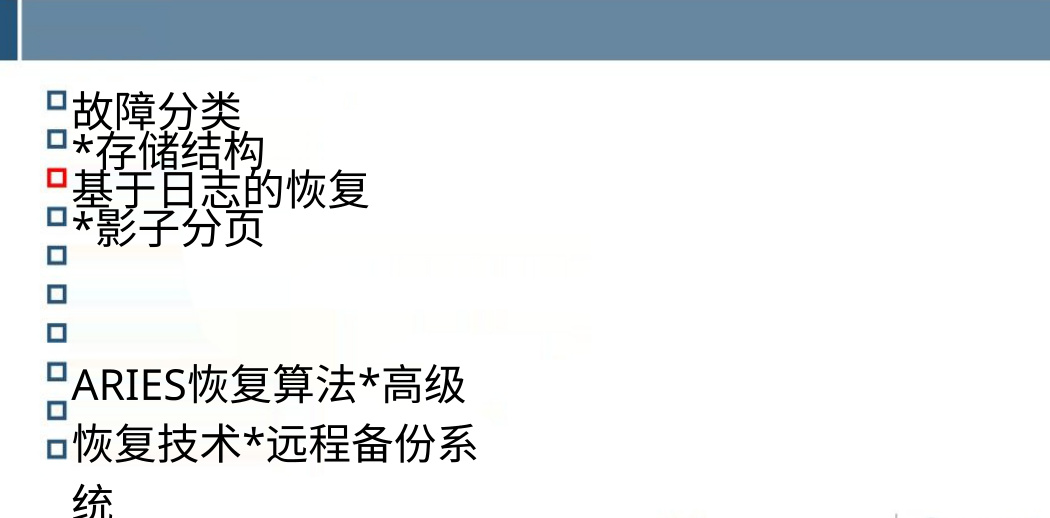 故障分类
*存储结构
基于日志的恢复
*影子分页
ARIES恢复算法*高级
恢复技术*远程备份系
统